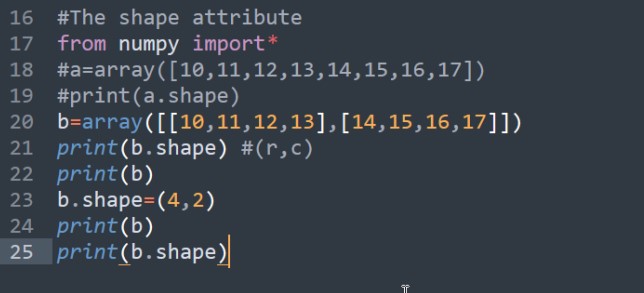 16 #The shape attribute
17 from numpy import*
18 #a=array([10,11,12,13,14,15,16,17])
19 #print(a.shape)
20 b=array([[10,11,12,13],[14,15,16,17]])
21 print(b.shape) #(r,c)
22 print(b)
23 b.shape=(4,2)
24 print(b)
25 print(b.shape)